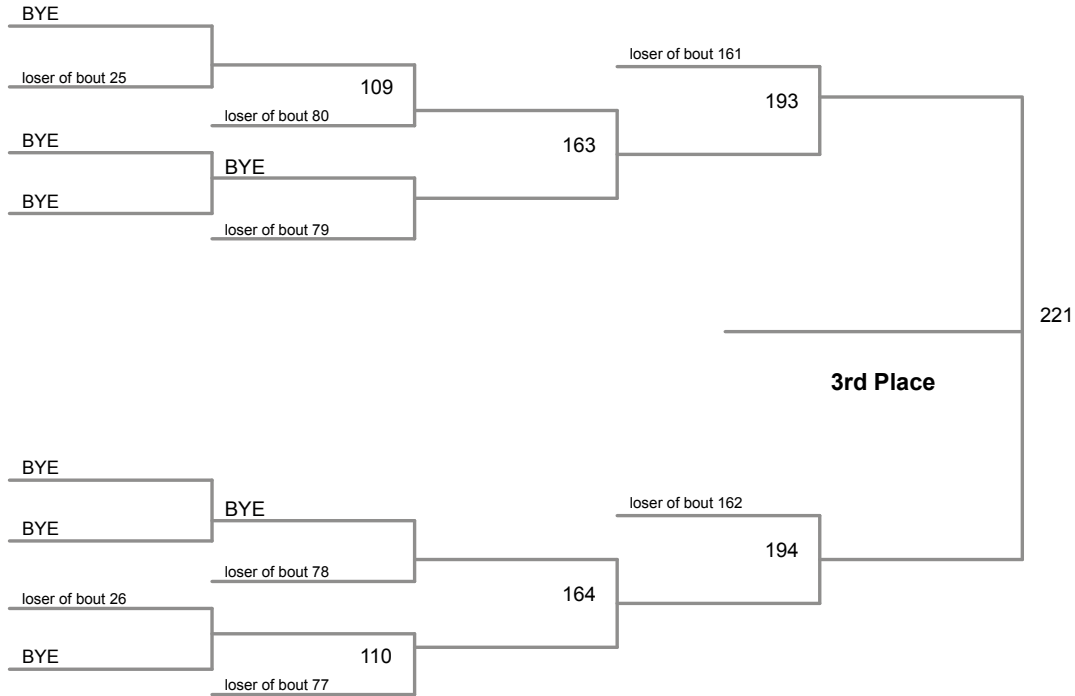 BYE
loser of bout 25
109
loser of bout 80
BYE
BYE
BYE
loser of bout 79
163
loser of bout 161
193
221
3rd Place
BYE
BYE
BYE
loser of bout 78
loser of bout 26
BYE
110
loser of bout 77
164
loser of bout 162
194